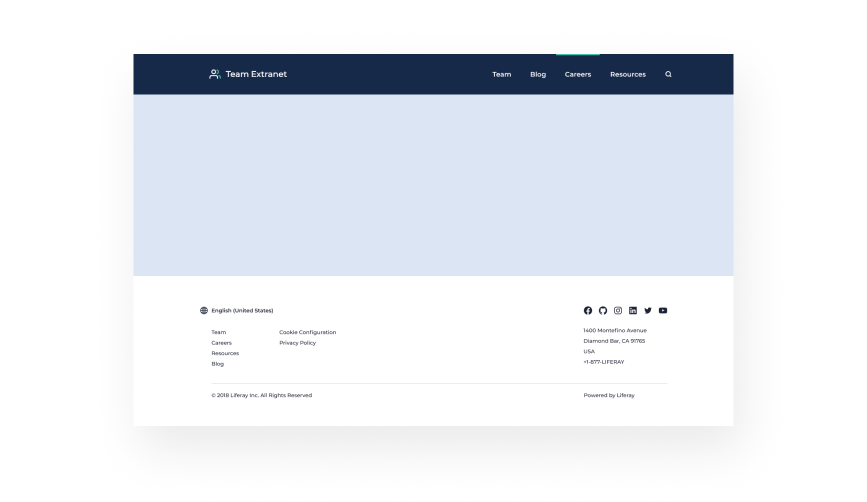 Team Extranet
Team Blog Careers Resources
English (United States)
Team
Careers
Resources
Blog
Cookie Configuration
Privacy Policy
1400 Montefino Avenue
Diamond Bar, CA 91765
USA
+1-877-LIFERAY
© 2018 Liferay Inc. All Rights Reserved
Powered by Liferay